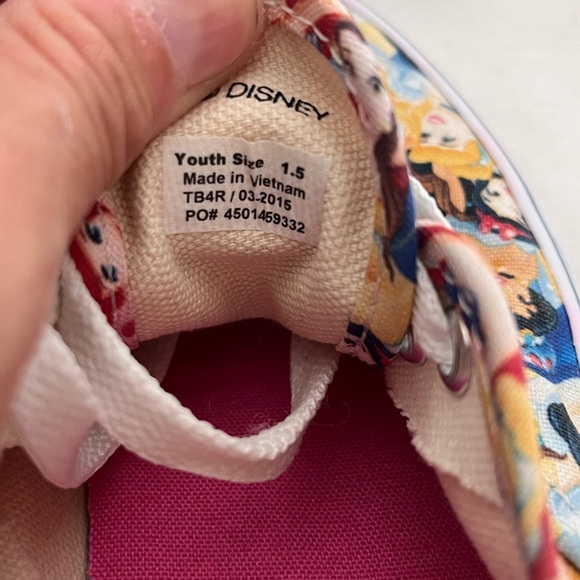 DISNEY
Youth Size 1.5
Made in Vietnam
TB4R / 03-2015
PO# 4501459332